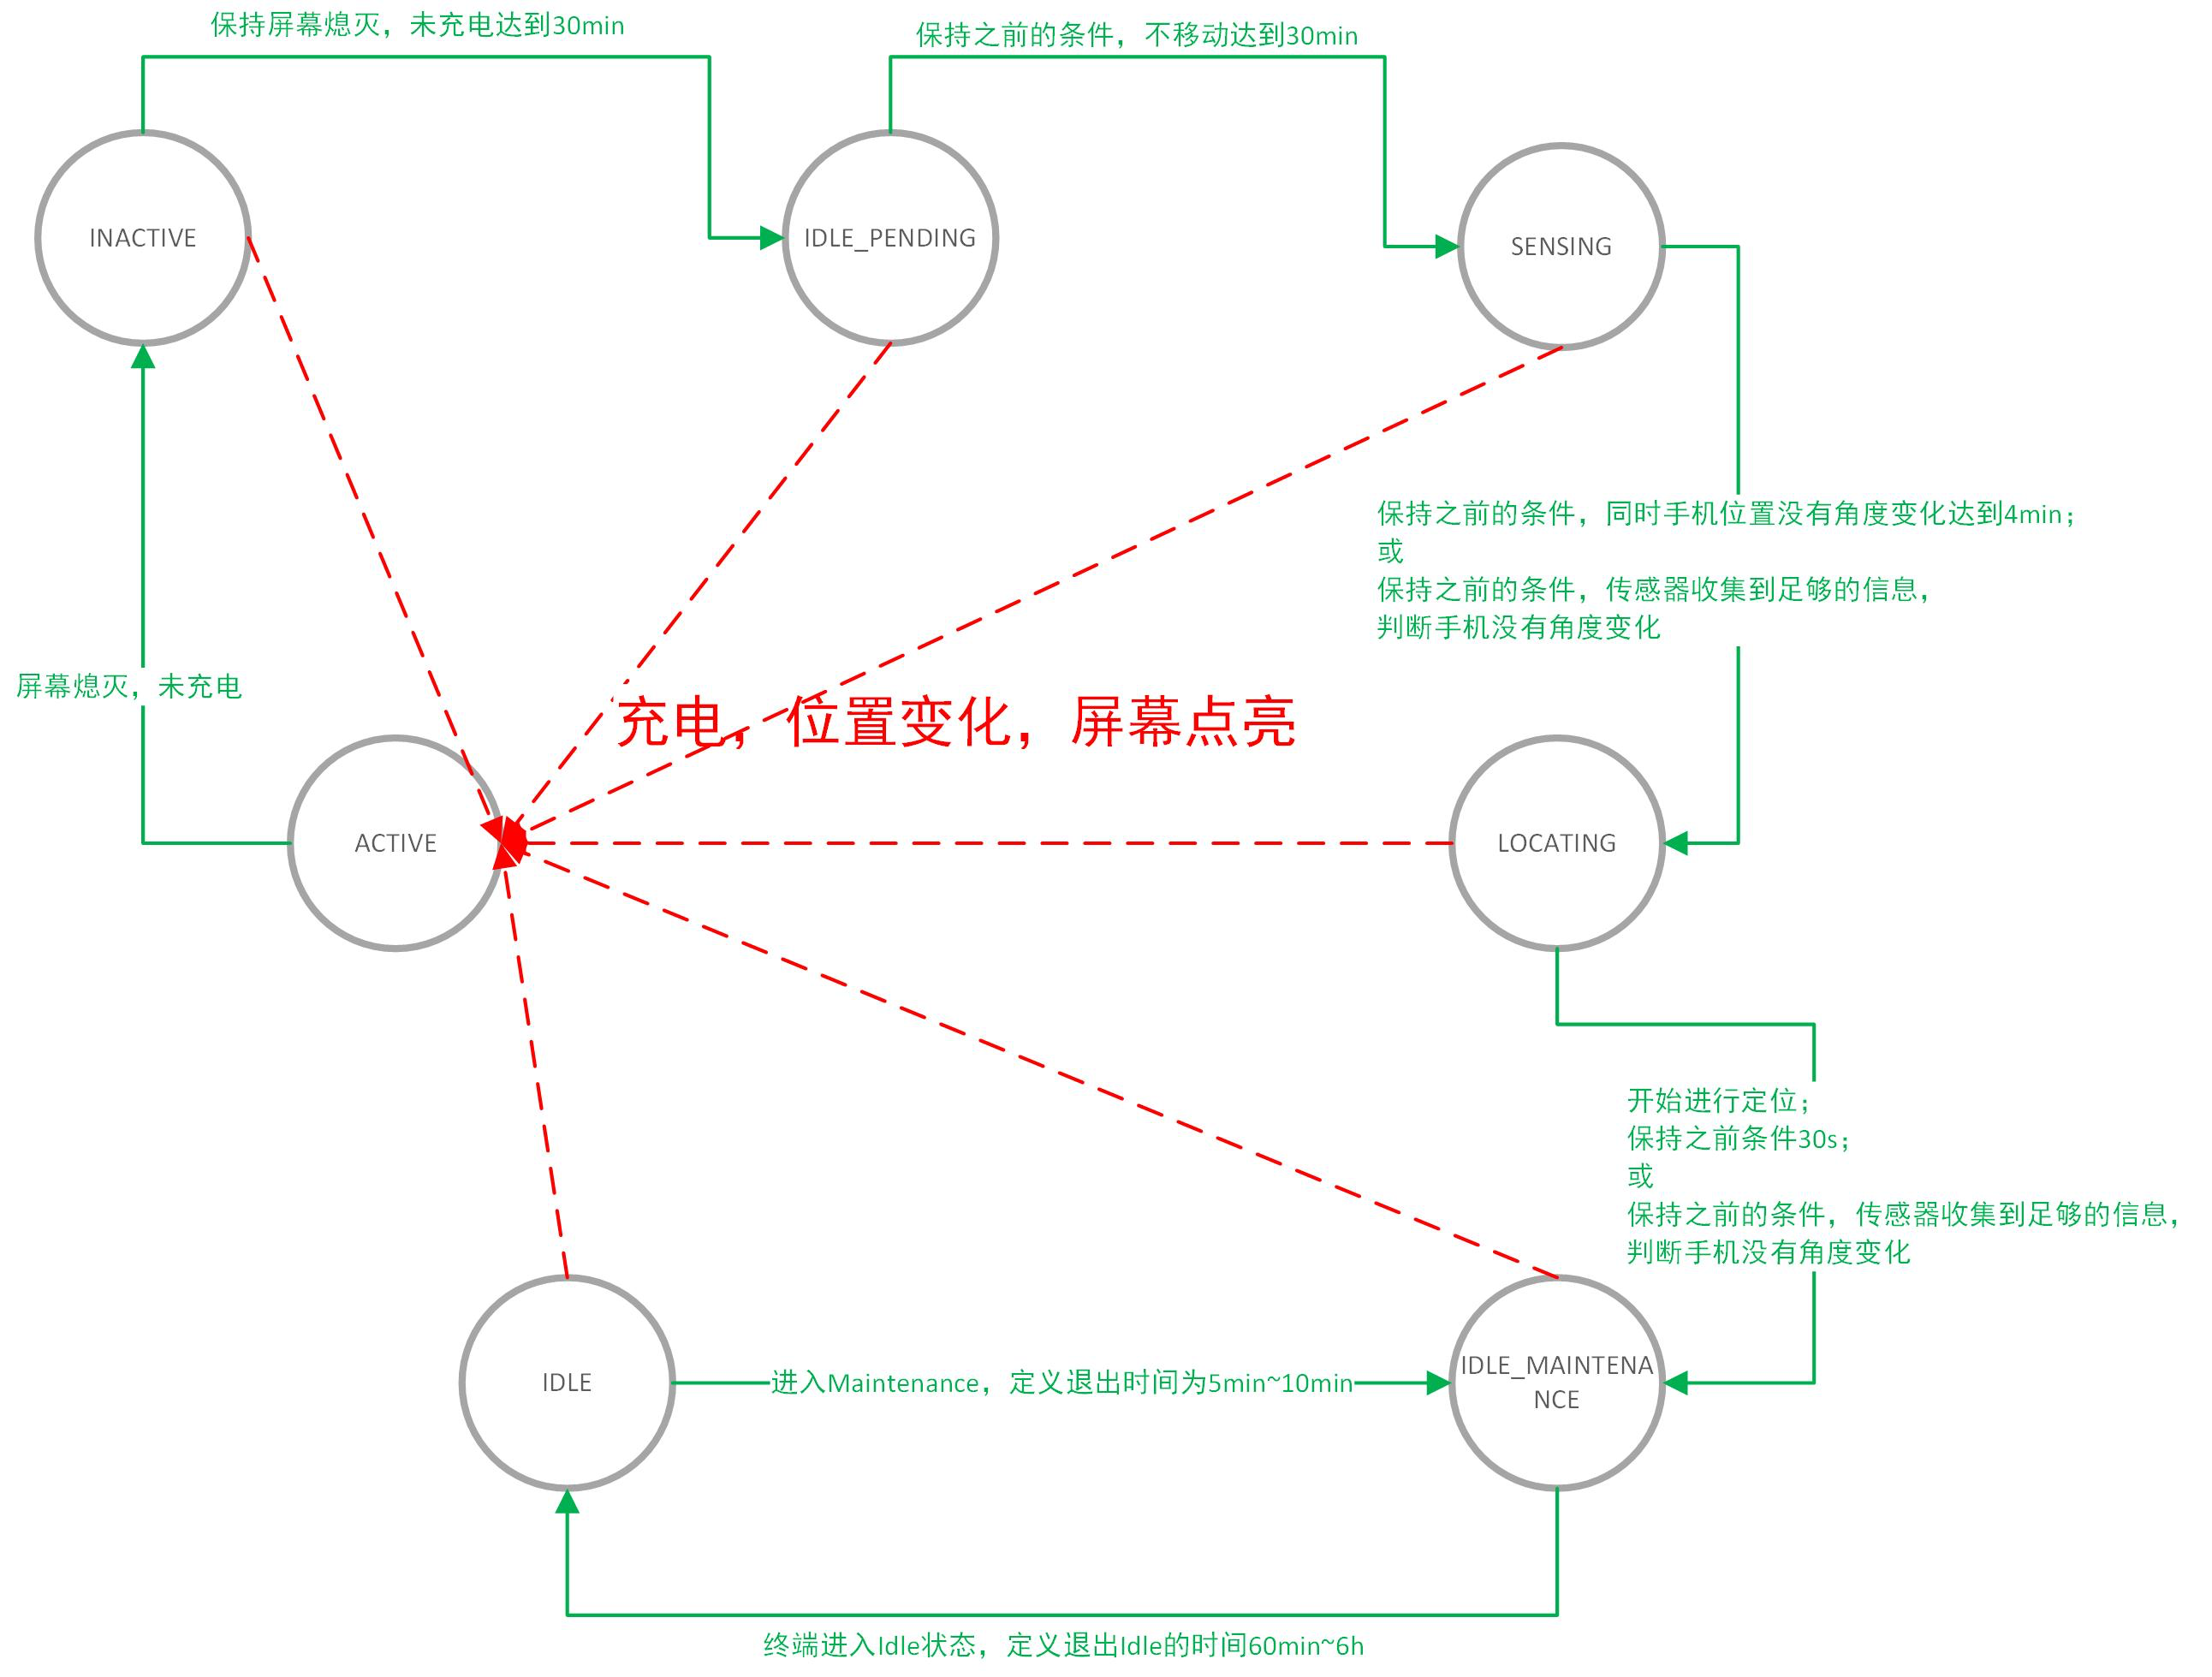 保持屏幕熄灭，未充电达到30min
保持之前的条件，不移动达到30min
INACTIVE
IDLE_PENDING
SENSING
保持之前的条件，同时手机位置没有角度变化达到4min；
或
保持之前的条件，传感器收集到足够的信息，
判断手机没有角度变化
屏幕熄灭，未充电
充电，位置变化，屏幕点亮
ACTIVE
LOCATING
开始进行定位；
保持之前条件30s；
或
保持之前的条件，传感器收集到足够的信息，
判断手机没有角度变化
IDLE
进入Maintenance，定义退出时间为5min~10min
IDLE_MAINTENA
NCE
终端进入Idle状态，定义退出Idle的时间60min~6h